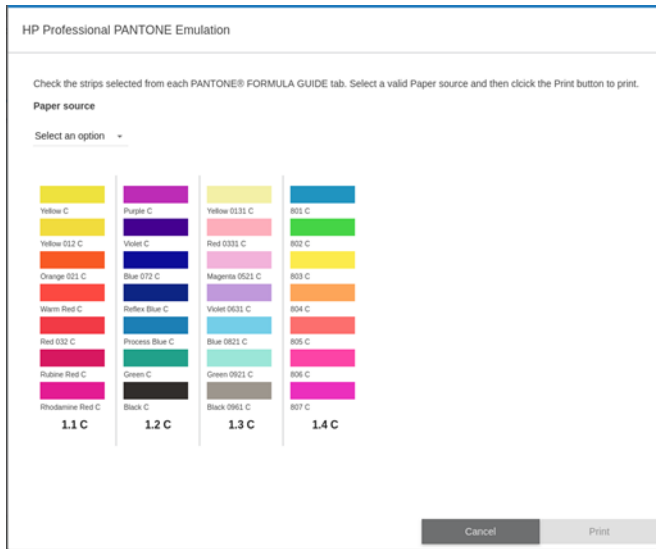 HP Professional PANTONE Emulation
Check the strips selected from each PANTONE® FORMULA GUIDE tab. Select a valid Paper source and then clcick the Print button to print.
Paper source
Select an option
Yellow C Purple C Yellow 0131 C 801 C
Yellow 012 C Violet C Red 0331 C 802 C
Orange 021 C Blue 072 C Magenta 0521 C 803 C
Warm Red C Reflex Blue C Violet 0631 C 804 C
Red 032 C Process Blue C Blue 0821 C 805 C
Rubine Red C Green C Green 0921 C 806 C
Rhodamine Red C Black C Black 0961 C 807 C
1.1 C 1.2 C 1.3 C 1.4 C
Cancel Print